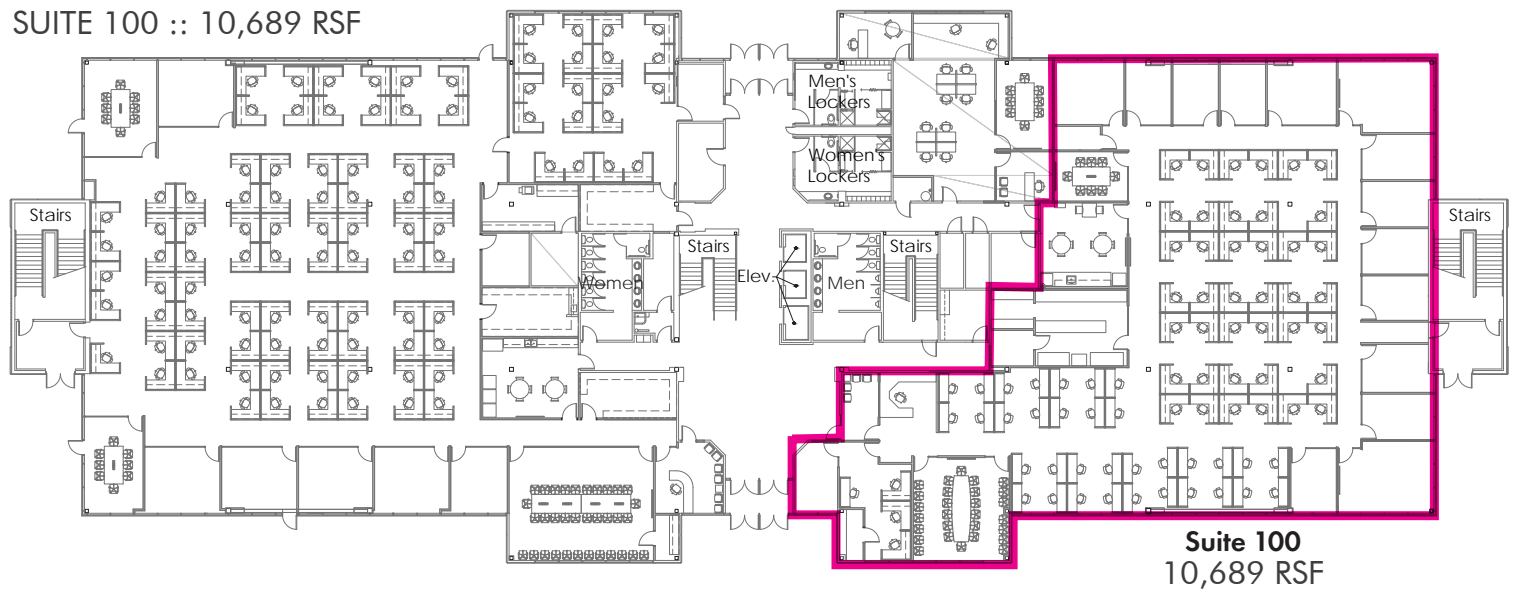 SUITE 100 :: 10,689 RSF
Men's
Lockers
Women's
Lockers
Stairs
Stairs
Stairs
Stairs
Women
Elev.
Men
Suite 100
10,689 RSF